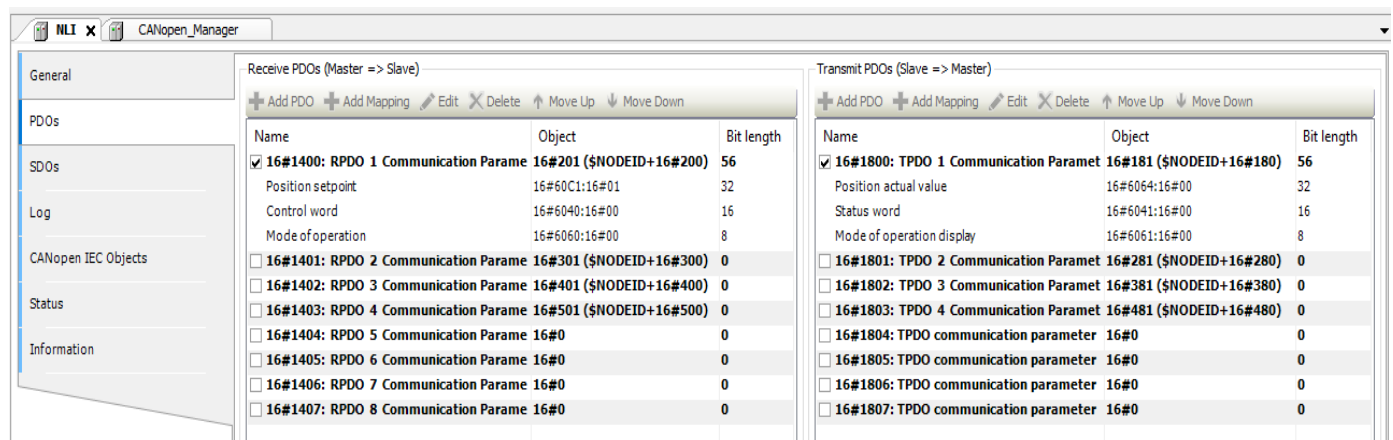 NLI X CANopen_Manager
General
PDOs
SDOs
Log
CANopen IEC Objects
Status
Information
Receive PDOs (Master => Slave)
Add PDO Add Mapping Edit Delete Move Up Move Down
Name Object Bit length
16#1400: RPDO 1 Communication Parame 16#201 ($NODEID+16#200) 56
Position setpoint 16#60C1:16#01 32
Control word 16#6040:16#00 16
Mode of operation 16#6060:16#00 8
16#1401: RPDO 2 Communication Parame 16#301 ($NODEID+16#300) 0
16#1402: RPDO 3 Communication Parame 16#401 ($NODEID+16#400) 0
16#1403: RPDO 4 Communication Parame 16#501 ($NODEID+16#500) 0
16#1404: RPDO 5 Communication Parame 16#0 0
16#1405: RPDO 6 Communication Parame 16#0 0
16#1406: RPDO 7 Communication Parame 16#0 0
16#1407: RPDO 8 Communication Parame 16#0 0
Transmit PDOs (Slave => Master)
Add PDO Add Mapping Edit Delete Move Up Move Down
Name Object Bit length
16#1800: TPDO 1 Communication Paramet 16#181 ($NODEID+16#180) 56
Position actual value 16#6064:16#00 32
Status word 16#6041:16#00 16
Mode of operation display 16#6061:16#00 8
16#1801: TPDO 2 Communication Paramet 16#281 ($NODEID+16#280) 0
16#1802: TPDO 3 Communication Paramet 16#381 ($NODEID+16#380) 0
16#1803: TPDO 4 Communication Paramet 16#481 ($NODEID+16#480) 0
16#1804: TPDO communication parameter 16#0 0
16#1805: TPDO communication parameter 16#0 0
16#1806: TPDO communication parameter 16#0 0
16#1807: TPDO communication parameter 16#0 0